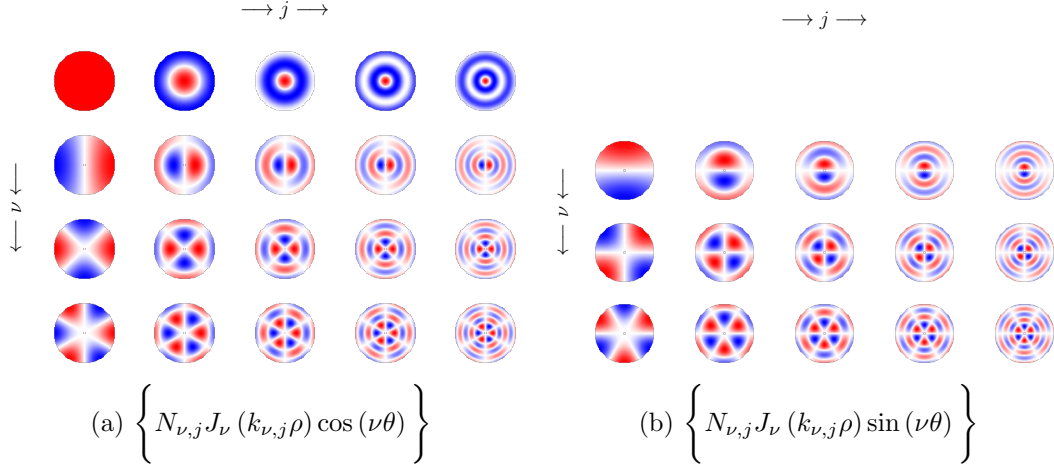 ⟶ j ⟶
⟶ j ⟶
⟵ ν ⟵
⟵ ν ⟵
(a) { N_{ν,j} J_ν (k_{ν,j}ρ) cos (νθ) }
(b) { N_{ν,j} J_ν (k_{ν,j}ρ) sin (νθ) }